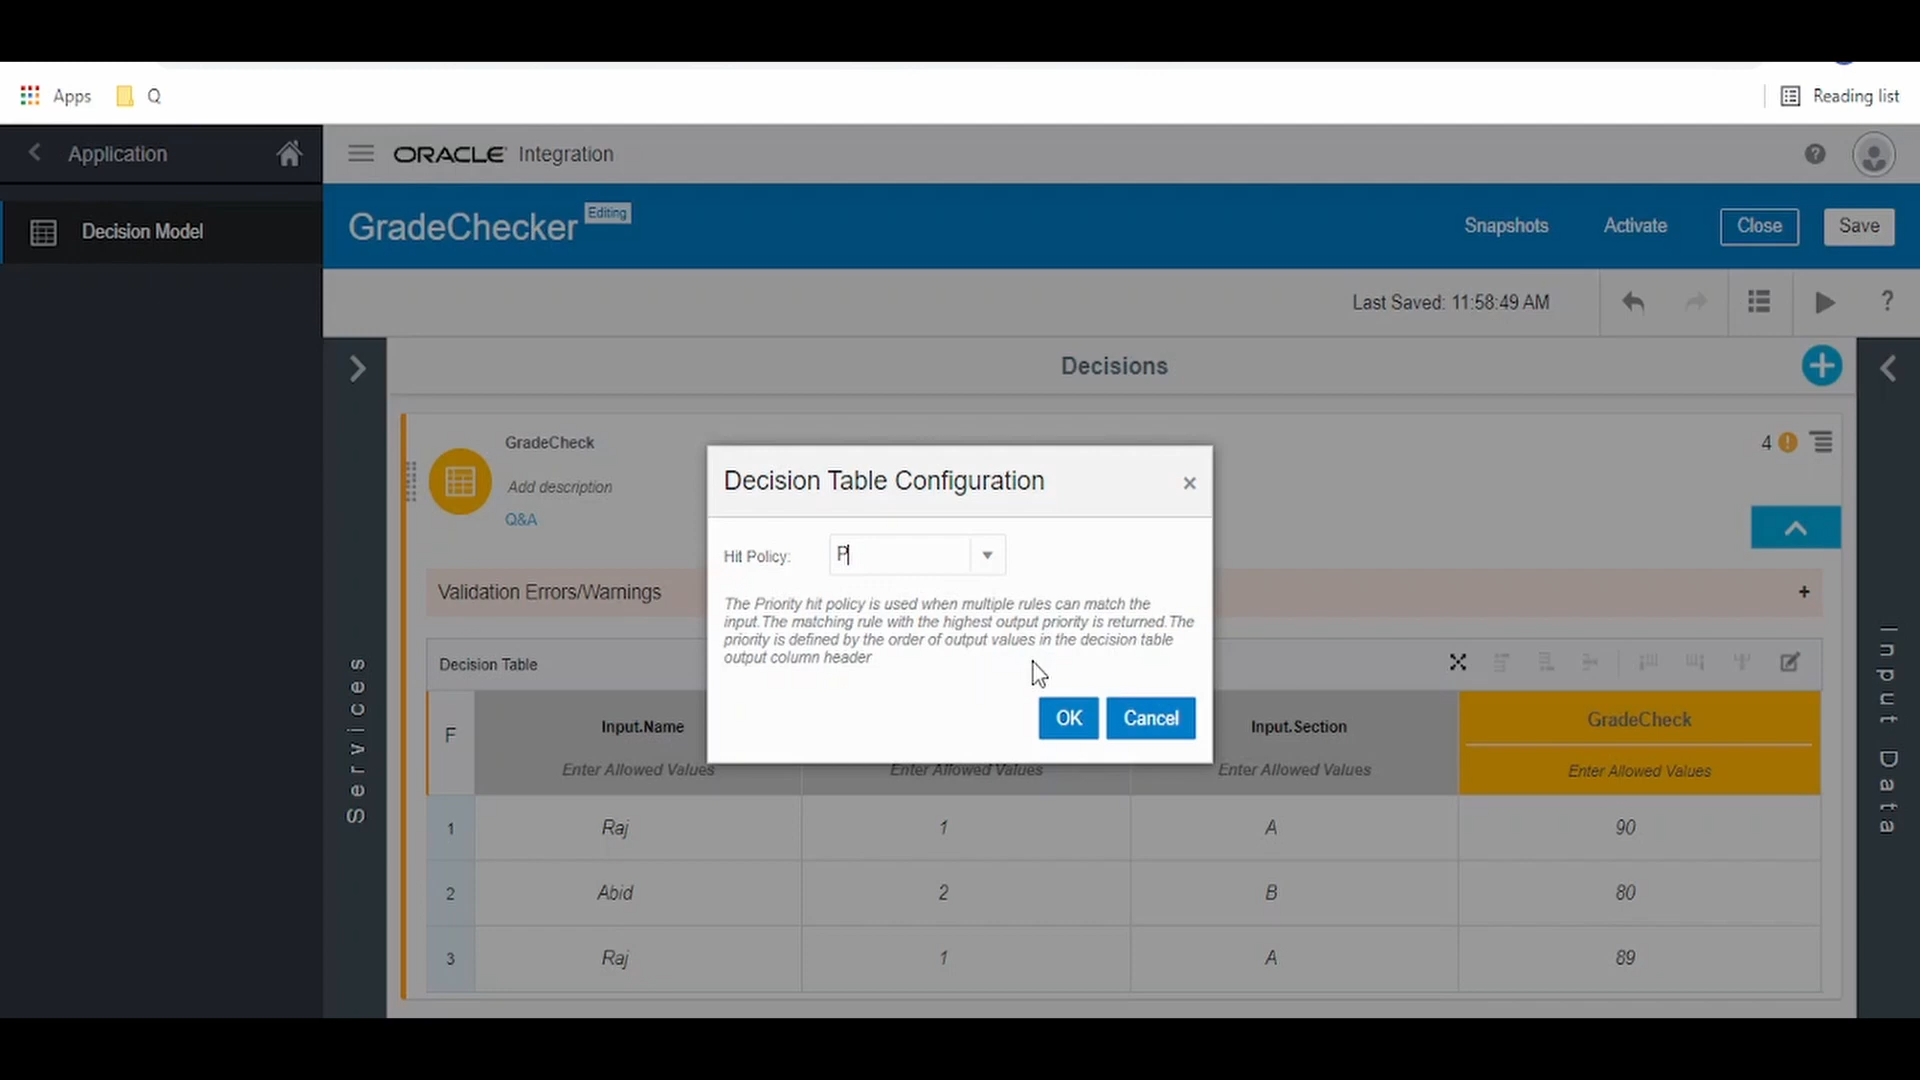 Apps
Q
Reading list
Application
ORACLE Integration
Decision Model
GradeChecker
Editing
Snapshots
Activate
Close
Save
Last Saved: 11:58:49 AM
?
Decisions
GradeCheck
4
Add description
Q&A
Decision Table Configuration
×
Hit Policy:
P
The Priority hit policy is used when multiple rules can match the
input.The matching rule with the highest output priority is returned.The
priority is defined by the order of output values in the decision table
output column header
OK
Cancel
Validation Errors/Warnings
+
Decision Table
F
Input.Name
Input.Section
GradeCheck
Enter Allowed Values
Enter Allowed Values
Enter Allowed Values
Enter Allowed Values
1
Raj
1
A
90
2
Abid
2
B
80
3
Raj
1
A
89
Services
Input Data